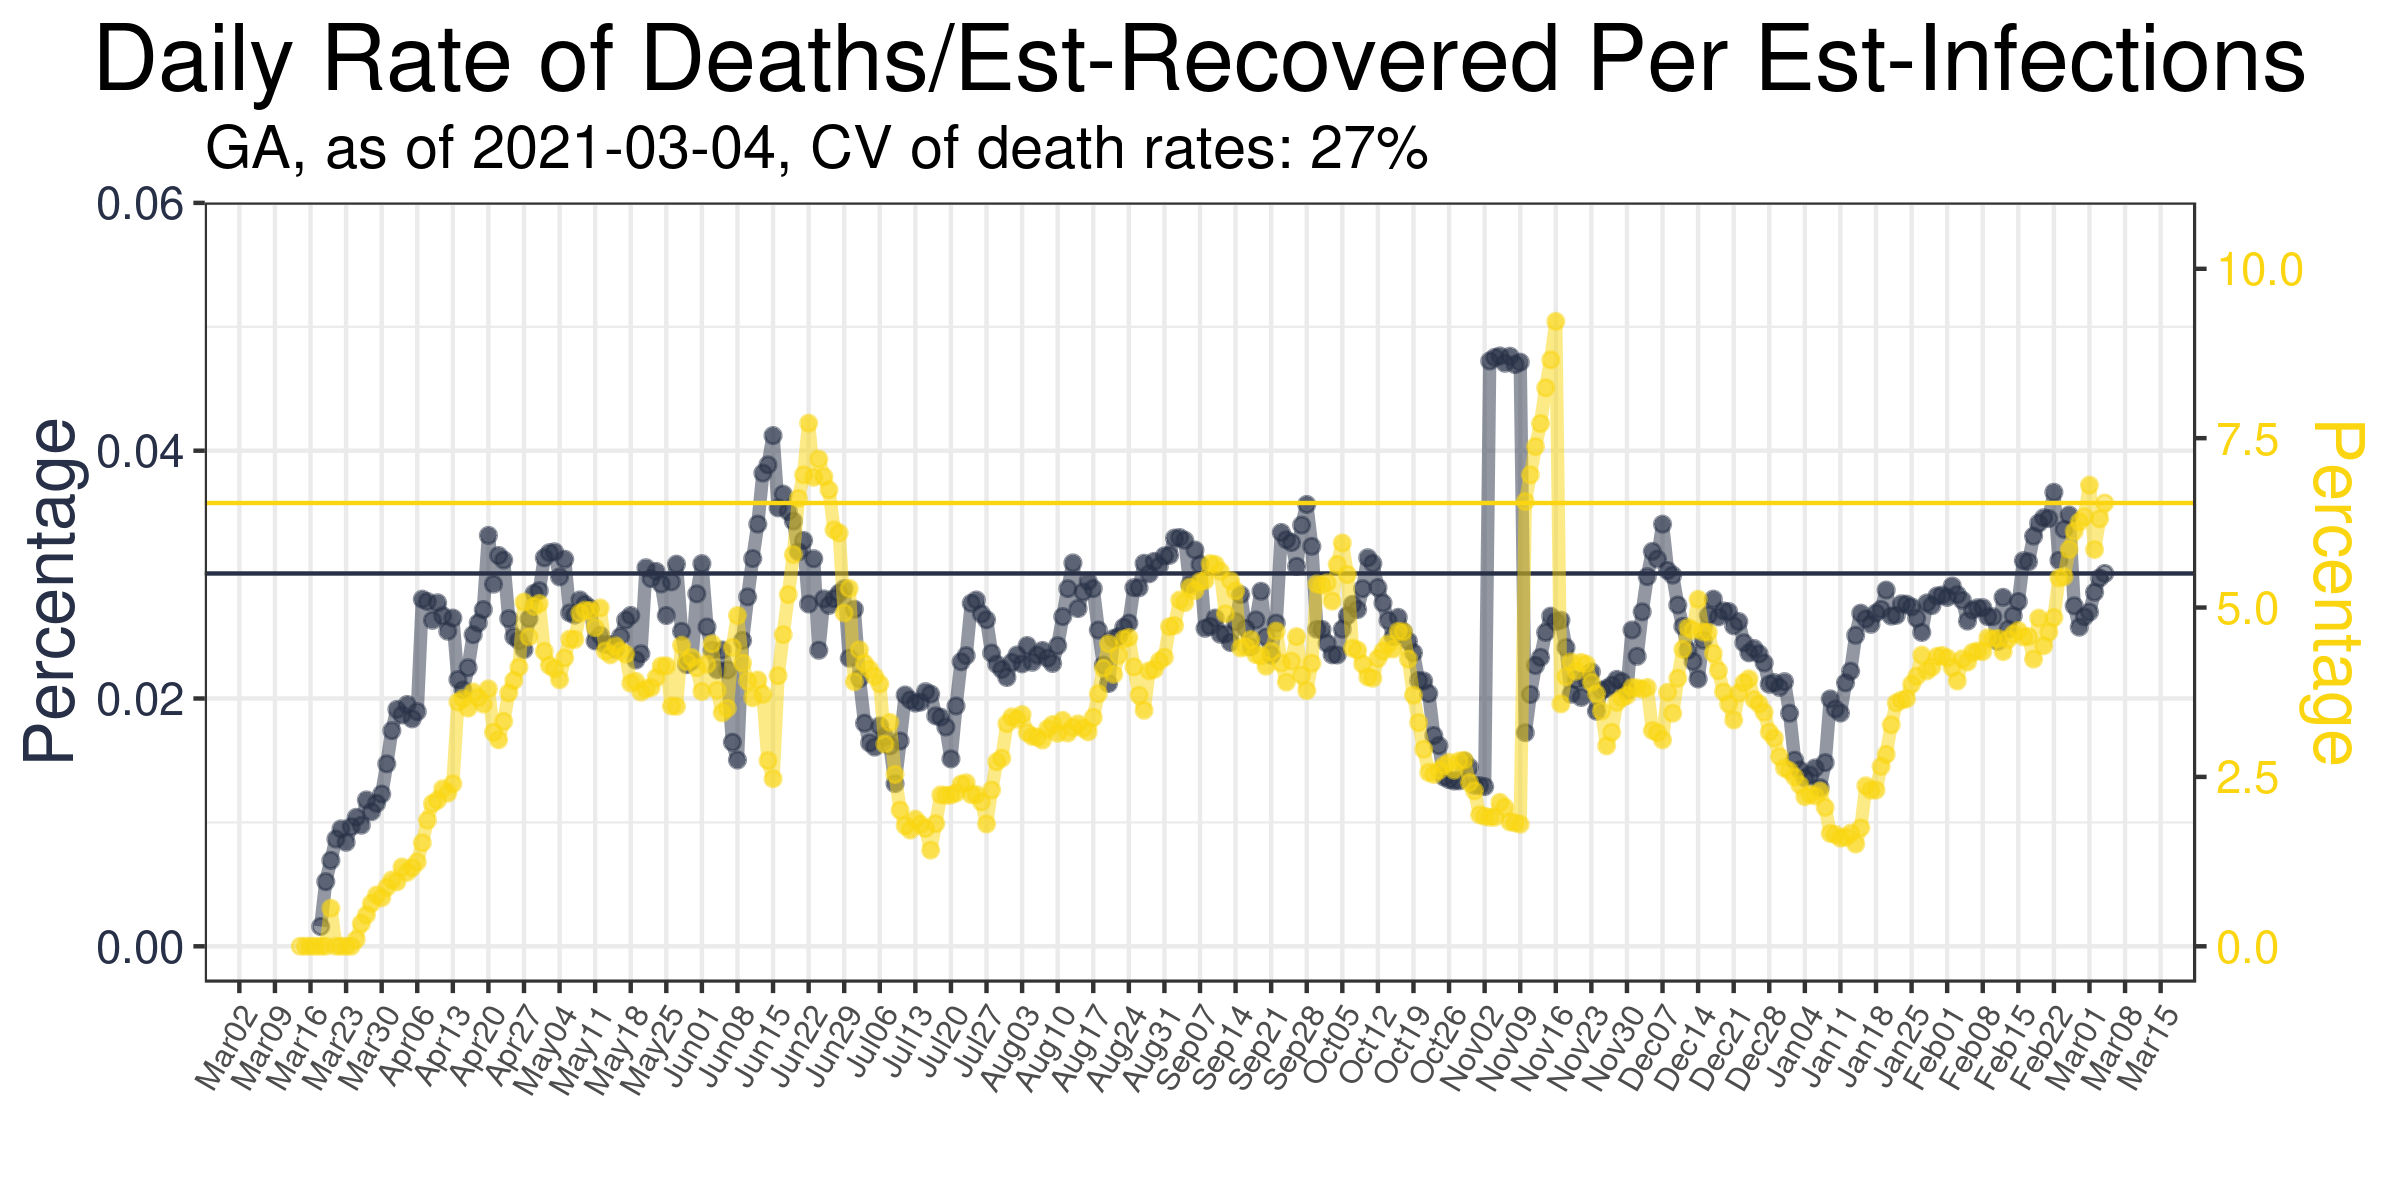 Daily Rate of Deaths/Est-Recovered Per Est-Infections
GA, as of 2021-03-04, CV of death rates: 27%
Percentage
0.06
0.04
0.02
0.00
10.0
7.5
5.0
2.5
0.0
Percentage
Mar02 Mar09 Mar16 Mar23 Mar30 Apr06 Apr13 Apr20 Apr27 May04 May11 May18 May25 Jun01 Jun08 Jun15 Jun22 Jun29 Jul06 Jul13 Jul20 Jul27 Aug03 Aug10 Aug17 Aug24 Aug31 Sep07 Sep14 Sep21 Sep28 Oct05 Oct12 Oct19 Oct26 Nov02 Nov09 Nov16 Nov23 Nov30 Dec07 Dec14 Dec21 Dec28 Jan04 Jan11 Jan18 Jan25 Feb01 Feb08 Feb15 Feb22 Mar01 Mar08 Mar15